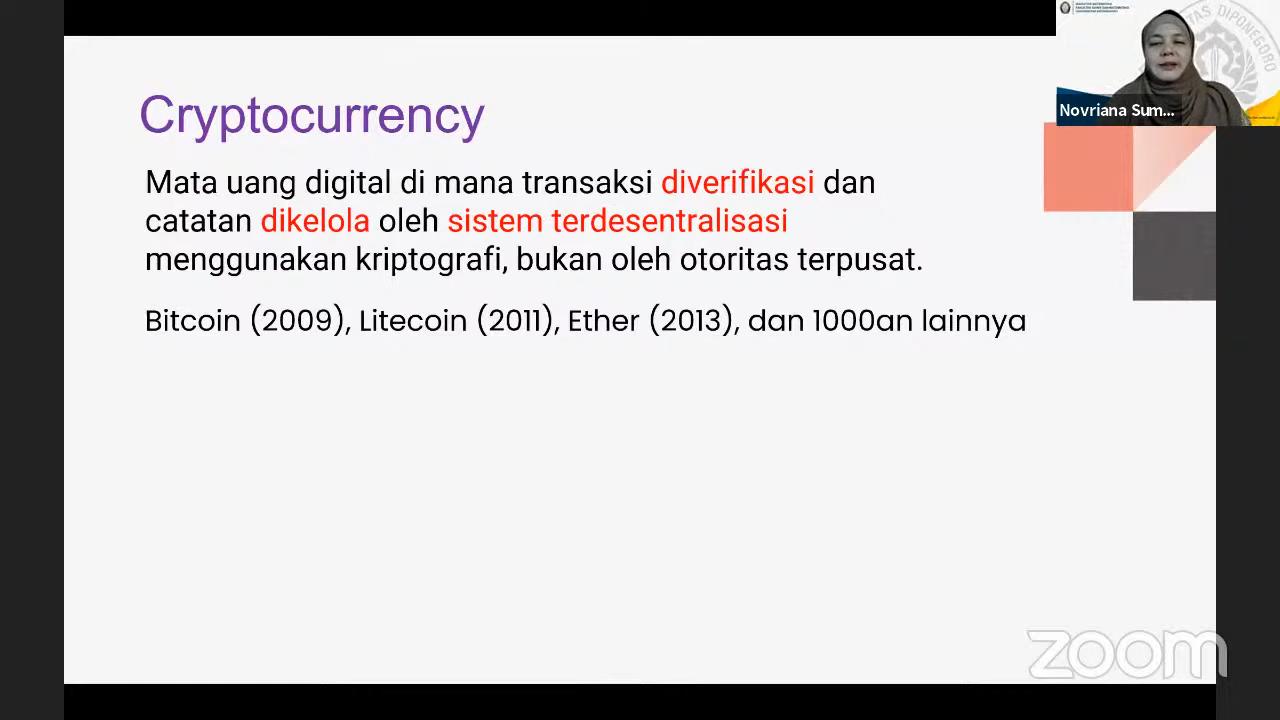 Cryptocurrency
Mata uang digital di mana transaksi diverifikasi dan
catatan dikelola oleh sistem terdesentralisasi
menggunakan kriptografi, bukan oleh otoritas terpusat.
Bitcoin (2009), Litecoin (2011), Ether (2013), dan 1000an lainnya
Novriana Sum...
DIPONEGORO
zoom